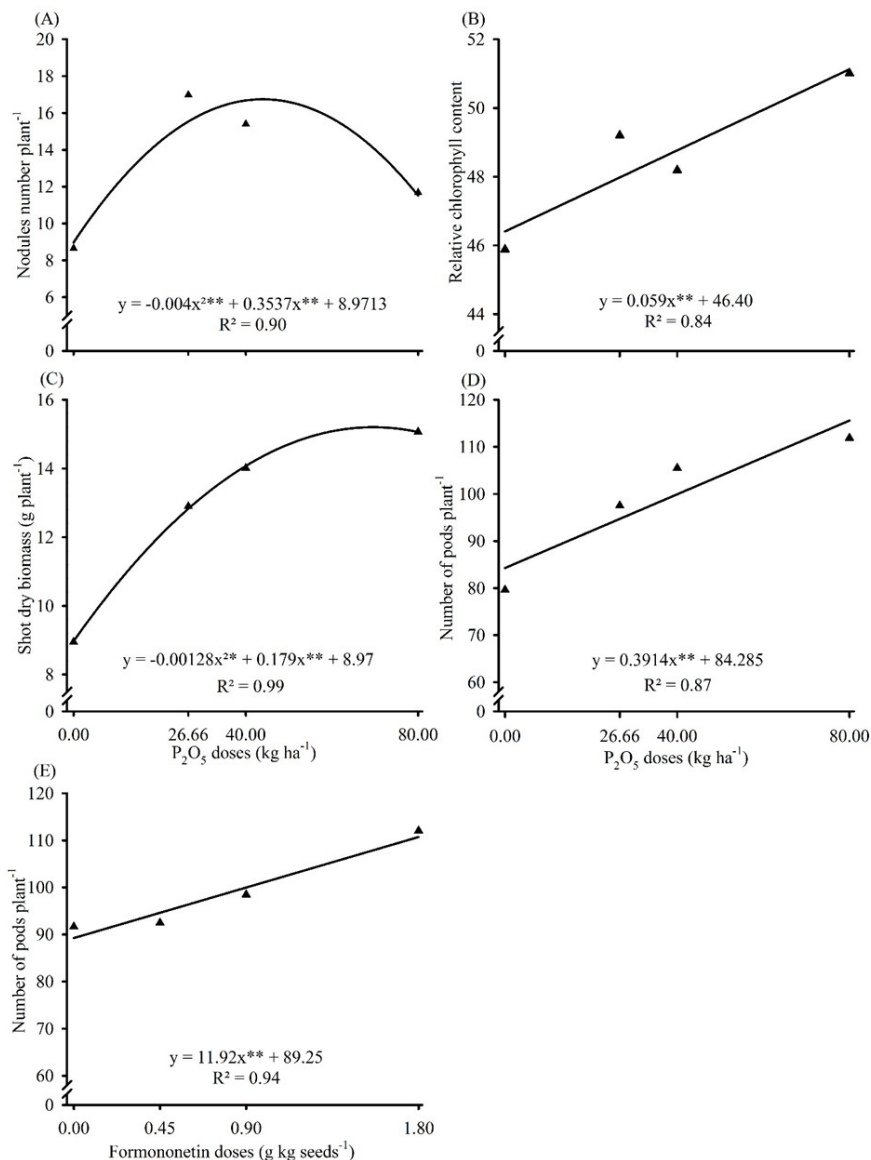 (A)
20
18
16
14
12
10
8
6
0
Nodules number plant⁻¹
y = -0.004x²** + 0.3537x** + 8.9713
R² = 0.90
(B)
52
50
48
46
44
0
Relative chlorophyll content
y = 0.059x** + 46.40
R² = 0.84
(C)
16
14
12
10
8
0
Shot dry biomass (g plant⁻¹)
y = -0.00128x²* + 0.179x** + 8.97
R² = 0.99
0.00 26.66 40.00 80.00
P₂O₅ doses (kg ha⁻¹)
(D)
120
110
100
90
80
70
60
0
Number of pods plant⁻¹
y = 0.3914x** + 84.285
R² = 0.87
0.00 26.66 40.00 80.00
P₂O₅ doses (kg ha⁻¹)
(E)
120
110
100
90
80
70
60
0
Number of pods plant⁻¹
y = 11.92x** + 89.25
R² = 0.94
0.00 0.45 0.90 1.80
Formononetin doses (g kg seeds⁻¹)